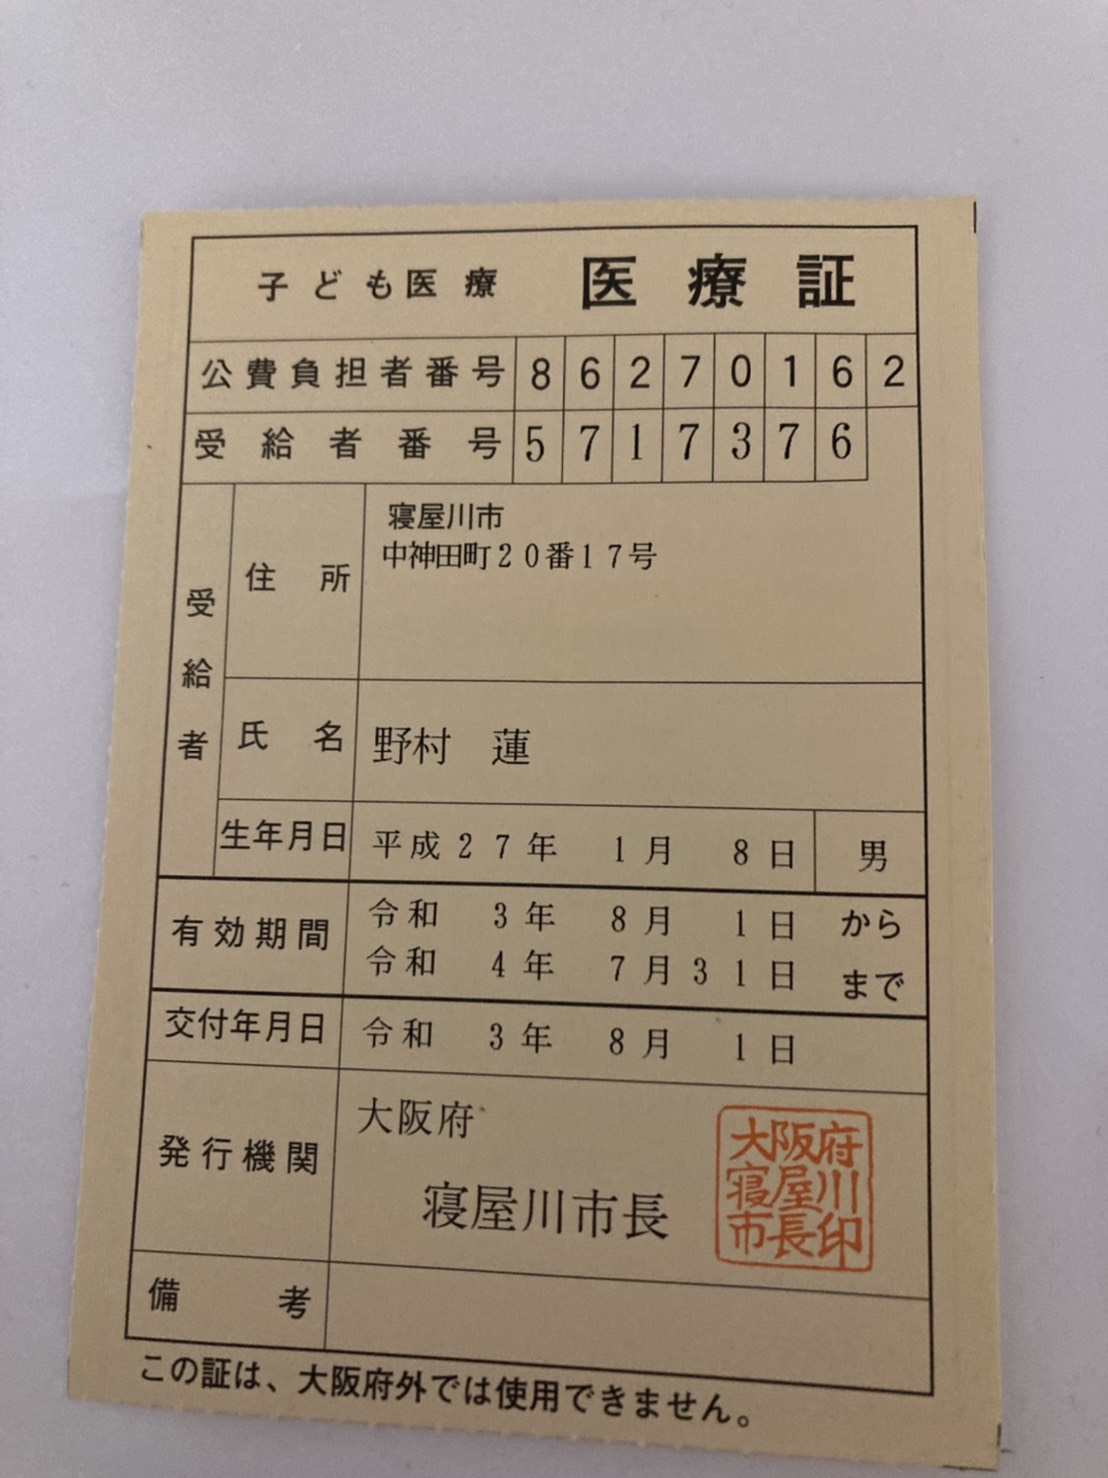 子ども医療 医療証
公費負担者番号 86270162
受給者番号 5717376
受給者
住所
寝屋川市
中神田町20番17号
氏名 野村 蓮
生年月日 平成27年 1月 8日 男
有効期間
令和 3年 8月 1日 から
令和 4年 7月31日 まで
交付年月日 令和 3年 8月 1日
発行機関
大阪府
寝屋川市長
大阪府
寝屋川
市長印
備考
この証は、大阪府外では使用できません。